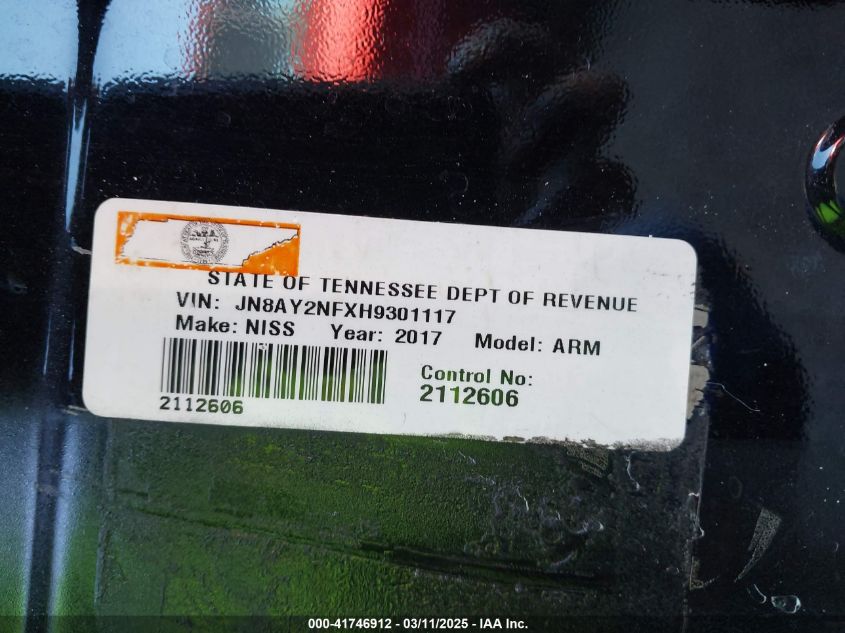 STATE OF TENNESSEE DEPT OF REVENUE
VIN: JN8AY2NFXH9301117
Make: NISS Year: 2017 Model: ARM
Control No:
2112606
2112606
000-41746912 - 03/11/2025 - IAA Inc.